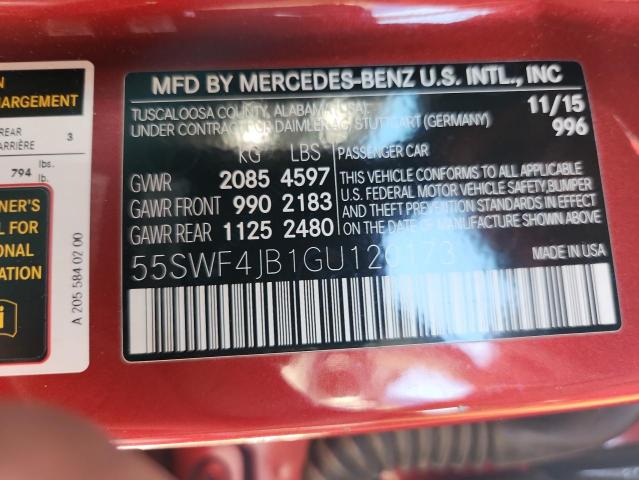 N
CHARGEMENT
REAR
ARRIÈRE
3
794
lbs.
lb.
NER'S
L FOR
ONAL
ATION
i
A 205 584 02 00
MFD BY MERCEDES-BENZ U.S. INTL., INC
TUSCALOOSA COUNTY, ALABAMA (USA).
UNDER CONTRACT FOR DAIMLER AG, STUTTGART (GERMANY)
11/15
996
KG LBS
GVWR 2085 4597
GAWR FRONT 990 2183
GAWR REAR 1125 2480
PASSENGER CAR
THIS VEHICLE CONFORMS TO ALL APPLICABLE
U.S. FEDERAL MOTOR VEHICLE SAFETY, BUMPER
AND THEFT PREVENTION STANDARDS IN EFFECT
ON THE DATE OF MANUFACTURE SHOWN ABOVE.
MADE IN USA